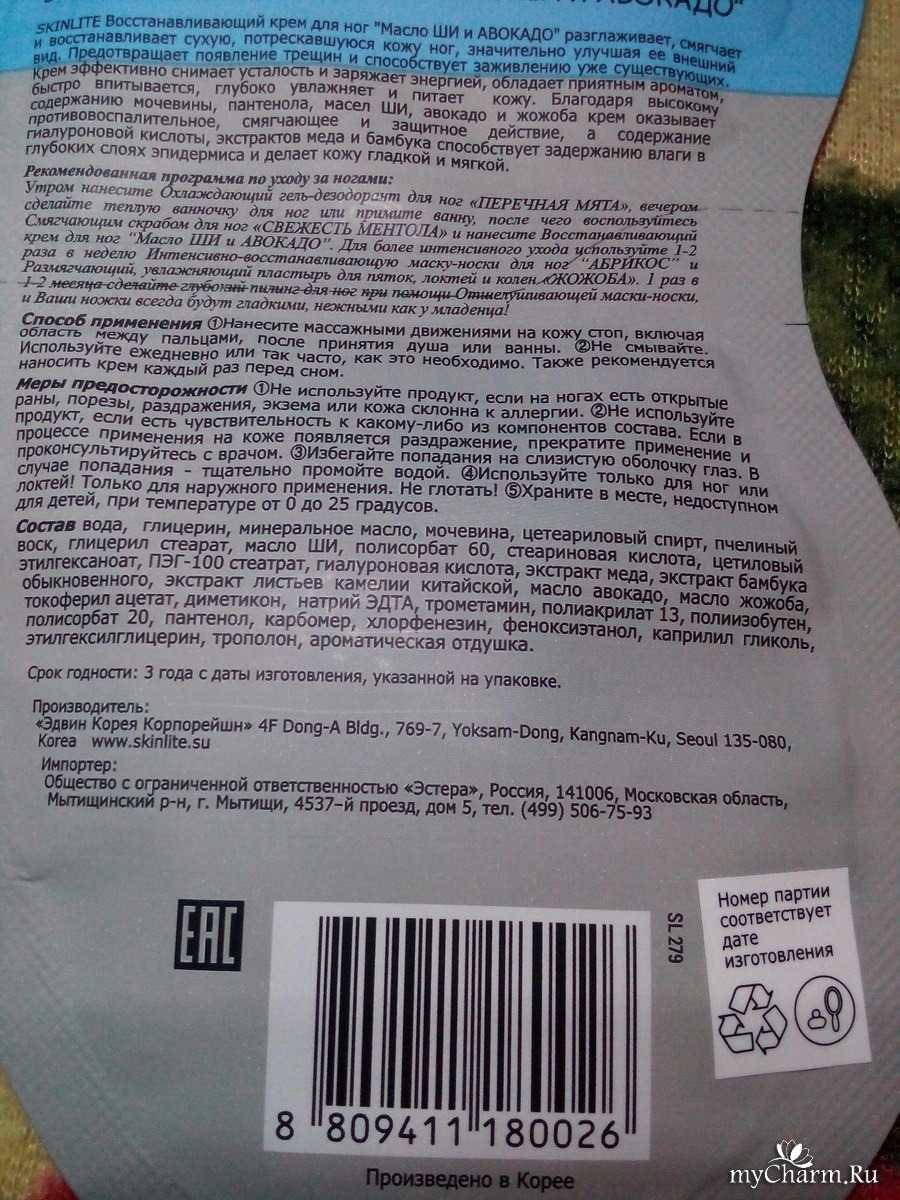 И АВОКАДО"
SKINLITE Восстанавливающий крем для ног "Масло ШИ и АВОКАДО" разглаживает, смягчает
и восстанавливает сухую, потрескавшуюся кожу ног, значительно улучшая ее внешний
вид. Предотвращает появление трещин и способствует заживлению уже существующих.
Крем эффективно снимает усталость и заряжает энергией, обладает приятным ароматом,
быстро впитывается, глубоко увлажняет и питает кожу. Благодаря высокому
содержанию мочевины, пантенола, масел ШИ, авокадо и жожоба крем оказывает
противовоспалительное, смягчающее и защитное действие, а содержание
гиалуроновой кислоты, экстрактов меда и бамбука способствует задержанию влаги в
глубоких слоях эпидермиса и делает кожу гладкой и мягкой.
Рекомендованная программа по уходу за ногами:
Утром нанесите Охлаждающий гель-дезодорант для ног «ПЕРЕЧНАЯ МЯТА», вечером
сделайте теплую ванночку для ног или примите ванну, после чего воспользуйтесь
Смягчающим скрабом для ног «СВЕЖЕСТЬ МЕНТОЛА» и нанесите Восстанавливающий
крем для ног "Масло ШИ и АВОКАДО". Для более интенсивного ухода используйте 1-2
раза в неделю Интенсивно-восстанавливающую маску-носки для ног "АБРИКОС" и
Размягчающий, увлажняющий пластырь для пяток, локтей и колен «ЖОЖОБА». 1 раз в
1-2 месяца сделайте глубокий пилинг для ног при помощи Отшелушивающей маски-носки,
и Ваши ножки всегда будут гладкими, нежными как у младенца!
Способ применения ①Нанесите массажными движениями на кожу стоп, включая
область между пальцами, после принятия душа или ванны. ②Не смывайте.
Используйте ежедневно или так часто, как это необходимо. Также рекомендуется
наносить крем каждый раз перед сном.
Меры предосторожности ①Не используйте продукт, если на ногах есть открытые
раны, порезы, раздражения, экзема или кожа склонна к аллергии. ②Не используйте
продукт, если есть чувствительность к какому-либо из компонентов состава. Если в
процессе применения на коже появляется раздражение, прекратите применение и
проконсультируйтесь с врачом. ③Избегайте попадания на слизистую оболочку глаз. В
случае попадания - тщательно промойте водой. ④Используйте только для ног или
локтей! Только для наружного применения. Не глотать! ⑤Храните в месте, недоступном
для детей, при температуре от 0 до 25 градусов.
Состав вода, глицерин, минеральное масло, мочевина, цетеариловый спирт, пчелиный
воск, глицерил стеарат, масло ШИ, полисорбат 60, стеариновая кислота, цетиловый
этилгексаноат, ПЭГ-100 стеатрат, гиалуроновая кислота, экстракт меда, экстракт бамбука
обыкновенного, экстракт листьев камелии китайской, масло авокадо, масло жожоба,
токоферил ацетат, диметикон, натрий ЭДТА, трометамин, полиакрилат 13, полиизобутен,
полисорбат 20, пантенол, карбомер, хлорфенезин, феноксиэтанол, каприлил гликоль,
этилгексилглицерин, трополон, ароматическая отдушка.
Срок годности: 3 года с даты изготовления, указанной на упаковке.
Производитель:
«Эдвин Корея Корпорейшн» 4F Dong-A Bldg., 769-7, Yoksam-Dong, Kangnam-Ku, Seoul 135-080,
Korea www.skinlite.su
Импортер:
Общество с ограниченной ответственностью «Эстера», Россия, 141006, Московская область,
Мытищинский р-н, г. Мытищи, 4537-й проезд, дом 5, тел. (499) 506-75-93
EAC
SL 279
Номер партии
соответствует
дате
изготовления
8 809411 180026
Произведено в Корее
myCharm.Ru